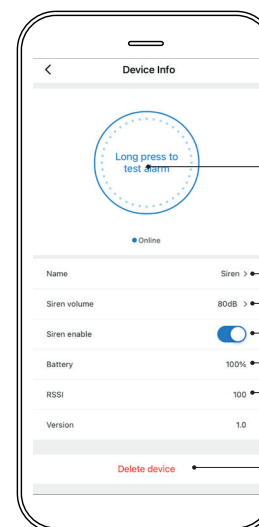 Device Info
Long press to
test alarm
Online
Name Siren >
Siren volume 80dB >
Siren enable
Battery 100%
RSSI 100
Version 1.0
Delete device